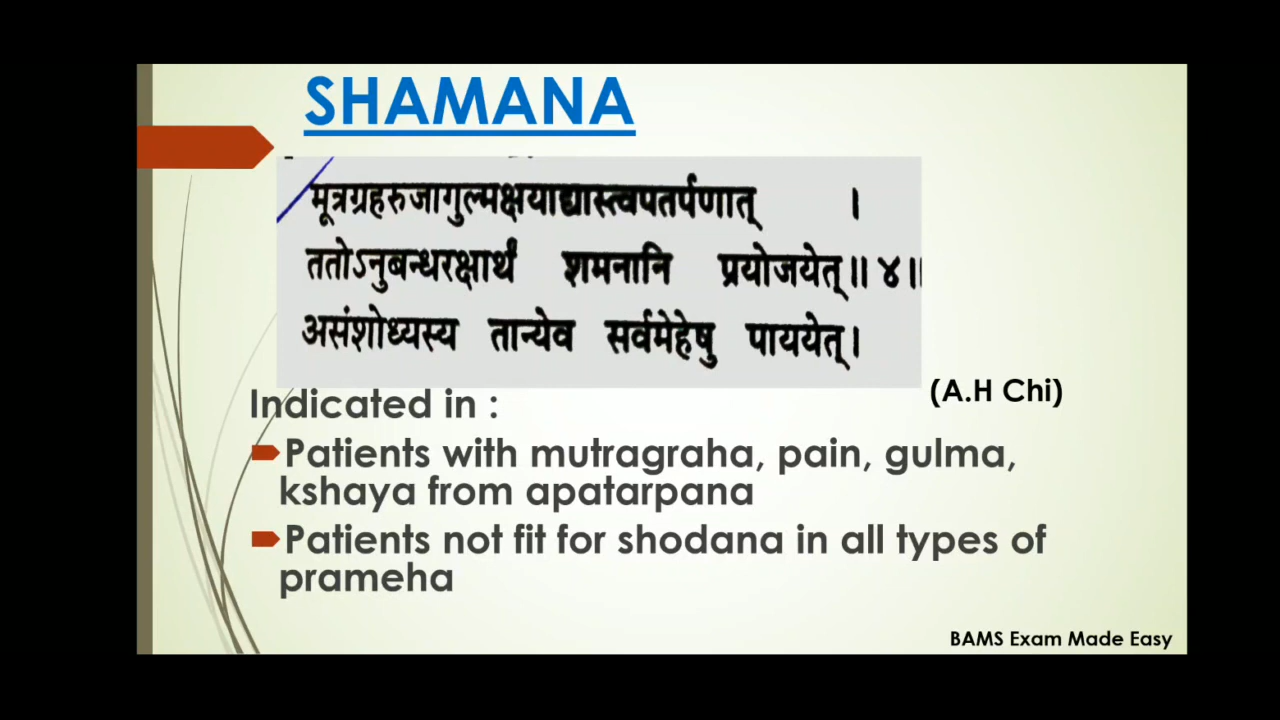 SHAMANA
मूत्रग्रहरुजागुल्मक्षयाद्यास्त्वपतर्पणात् ।
ततोऽनुबन्धरक्षार्थं शमनानि प्रयोजयेत् ॥ ४ ॥
असंशोध्यस्य तान्येव सर्वमेहेषु पाययेत् ।
(A.H Chi)
Indicated in :
Patients with mutragraha, pain, gulma,
kshaya from apatarpana
Patients not fit for shodana in all types of
prameha
BAMS Exam Made Easy